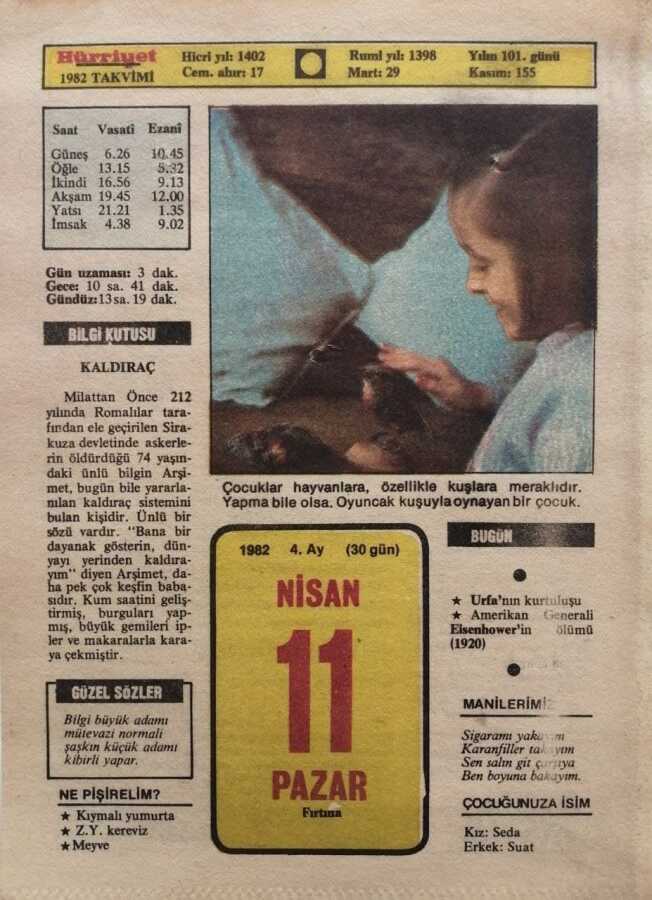 Hürriyet
1982 TAKVİMİ
Hicri yıl: 1402
Cem. ahır: 17
Rumi yıl: 1398
Mart: 29
Yılın 101. günü
Kasım: 155
Saat Vasatî Ezanî
Güneş 6.26 10.45
Öğle 13.15 5.32
İkindi 16.56 9.13
Akşam 19.45 12.00
Yatsı 21.21 1.35
İmsak 4.38 9.02
Gün uzaması: 3 dak.
Gece: 10 sa. 41 dak.
Gündüz:13 sa. 19 dak.
BİLGİ KUTUSU
KALDIRAÇ
Milattan Önce 212
yılında Romalılar tara-
fından ele geçirilen Sira-
kuza devletinde askerle-
rin öldürdüğü 74 yaşın-
daki ünlü bilgin Arşi-
met, bugün bile yararla-
nılan kaldıraç sistemini
bulan kişidir. Ünlü bir
sözü vardır. "Bana bir
dayanak gösterin, dün-
yayı yerinden kaldıra-
yım" diyen Arşimet, da-
ha pek çok keşfin baba-
sıdır. Kum saatini geliş-
tirmiş, burguları yap-
mış, büyük gemileri ip-
ler ve makaralarla kara-
ya çekmiştir.
GÜZEL SÖZLER
Bilgi büyük adamı
mütevazi normali
şaşkın küçük adamı
kibirli yapar.
NE PİŞİRELİM?
★ Kıymalı yumurta
★ Z.Y. kereviz
★ Meyve
Çocuklar hayvanlara, özellikle kuşlara meraklıdır.
Yapma bile olsa. Oyuncak kuşuyla oynayan bir çocuk.
1982 4. Ay (30 gün)
NİSAN
11
PAZAR
Fırtına
BUGÜN
★ Urfa'nın kurtuluşu
★ Amerikan Generali
Eisenhower'in ölümü
(1920)
MANİLERİMİZ
Sigaramı yakayım
Karanfiller takayım
Sen salın git çarşıya
Ben boyuna bakayım.
ÇOCUĞUNUZA İSİM
Kız: Seda
Erkek: Suat